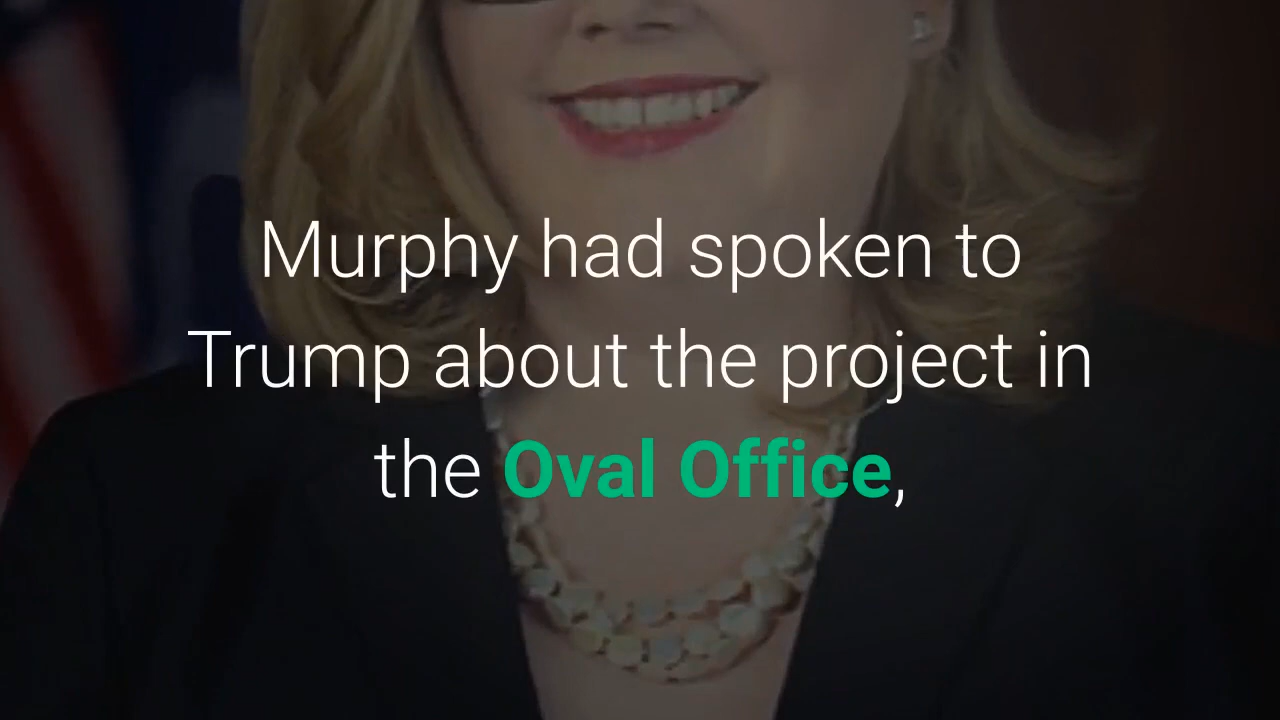 Murphy had spoken to
Trump about the project in
the Oval Office,